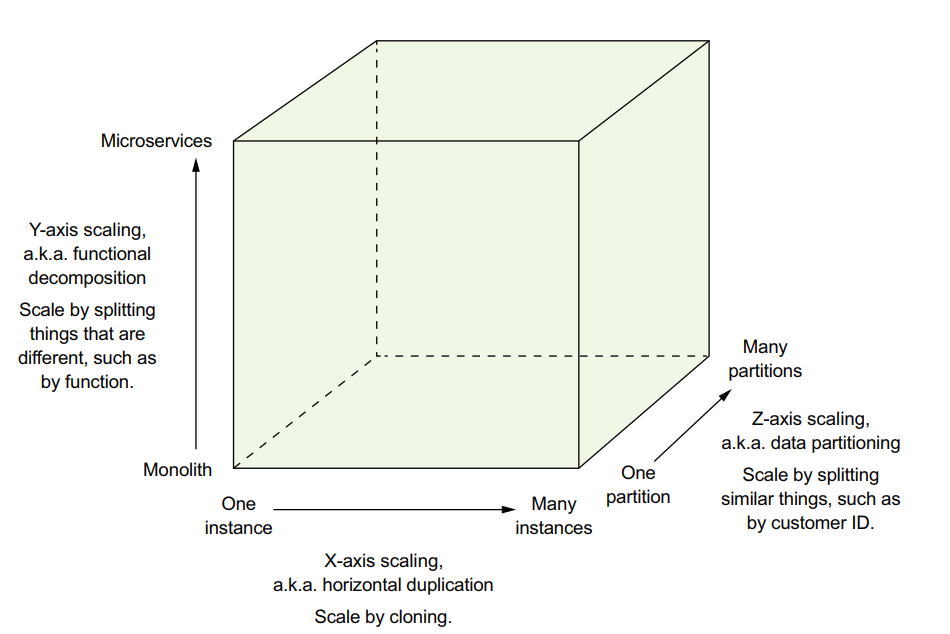 Microservices
Y-axis scaling,
a.k.a. functional
decomposition
Scale by splitting
things that are
different, such as
by function.
Monolith
One
instance
Many
instances
X-axis scaling,
a.k.a. horizontal duplication
Scale by cloning.
One
partition
Many
partitions
Z-axis scaling,
a.k.a. data partitioning
Scale by splitting
similar things, such as
by customer ID.